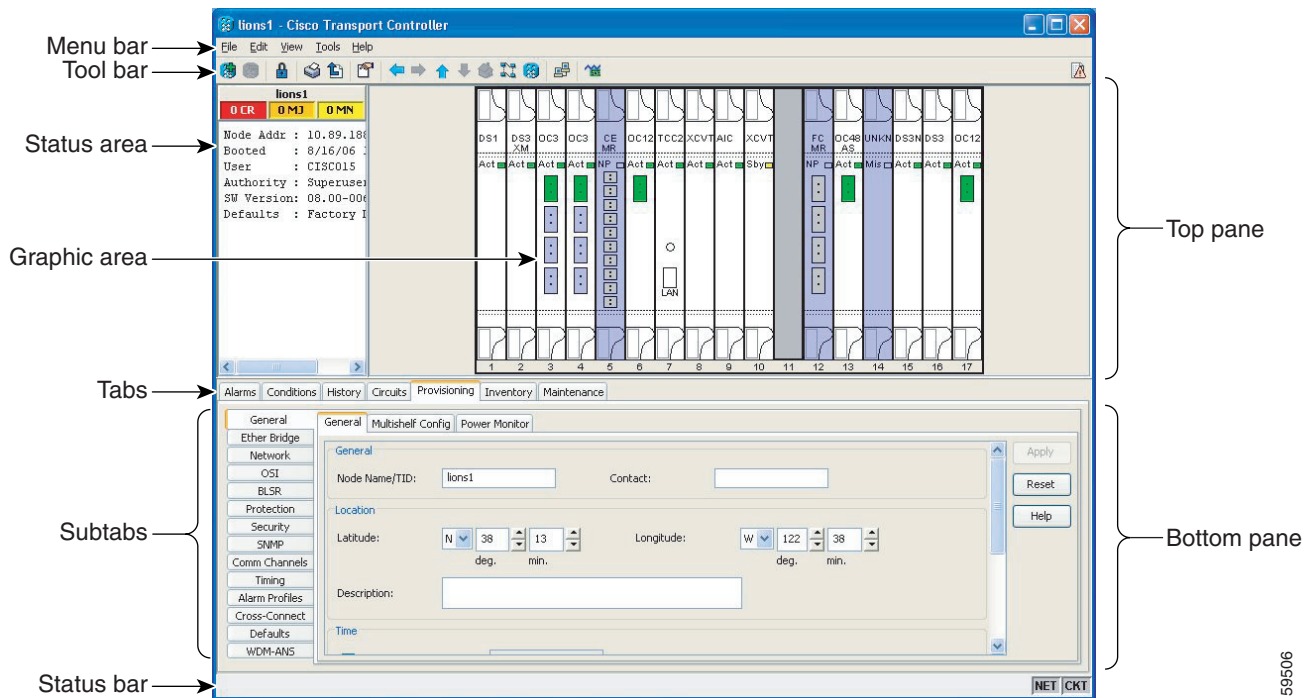 lions1 - Cisco Transport Controller
Menu bar
File Edit View Tools Help
Tool bar
lions1
0 CR 0 MJ 0 MN
Status area
Node Addr : 10.89.188
Booted : 8/16/06
User : CISCO15
Authority : Superuser
SW Version: 08.00-006
Defaults : Factory
DS1 DS3 XM OC3 OC3 CE MR OC12 TCC2 XCVT AIC XCVT FC MR OC48 AS UNKN DS3N DS3 OC12
Act Act Act Act NP Act Act Act Act Sby NP Act Mis Act Act Act
Graphic area
LAN
Top pane
1 2 3 4 5 6 7 8 9 10 11 12 13 14 15 16 17
Tabs
Alarms Conditions History Circuits Provisioning Inventory Maintenance
Subtabs
General
Ether Bridge
Network
OSI
BLSR
Protection
Security
SNMP
Comm Channels
Timing
Alarm Profiles
Cross-Connect
Defaults
WDM-ANS
General Multishelf Config Power Monitor
General
Node Name/TID: lions1 Contact:
Location
Latitude: N 38 13 Longitude: W 122 38
deg. min. deg. min.
Description:
Time
Apply
Reset
Help
Bottom pane
Status bar
NET CKT
59506